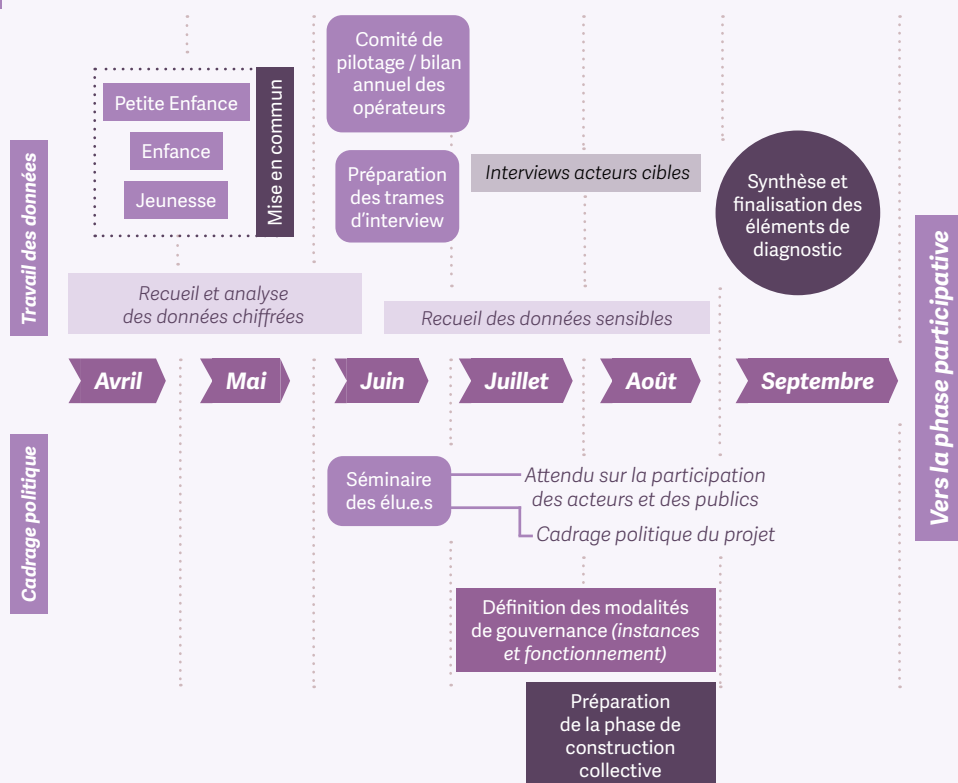 Travail des données
Petite Enfance
Enfance
Jeunesse
Mise en commun
Comité de
pilotage / bilan
annuel des
opérateurs
Préparation
des trames
d’interview
Interviews acteurs cibles
Synthèse et
finalisation des
éléments de
diagnostic
Recueil et analyse
des données chiffrées
Recueil des données sensibles
Avril
Mai
Juin
Juillet
Août
Septembre
Vers la phase participative
Cadrage politique
Séminaire
des élu.e.s
Attendu sur la participation
des acteurs et des publics
Cadrage politique du projet
Définition des modalités
de gouvernance (instances
et fonctionnement)
Préparation
de la phase de
construction
collective